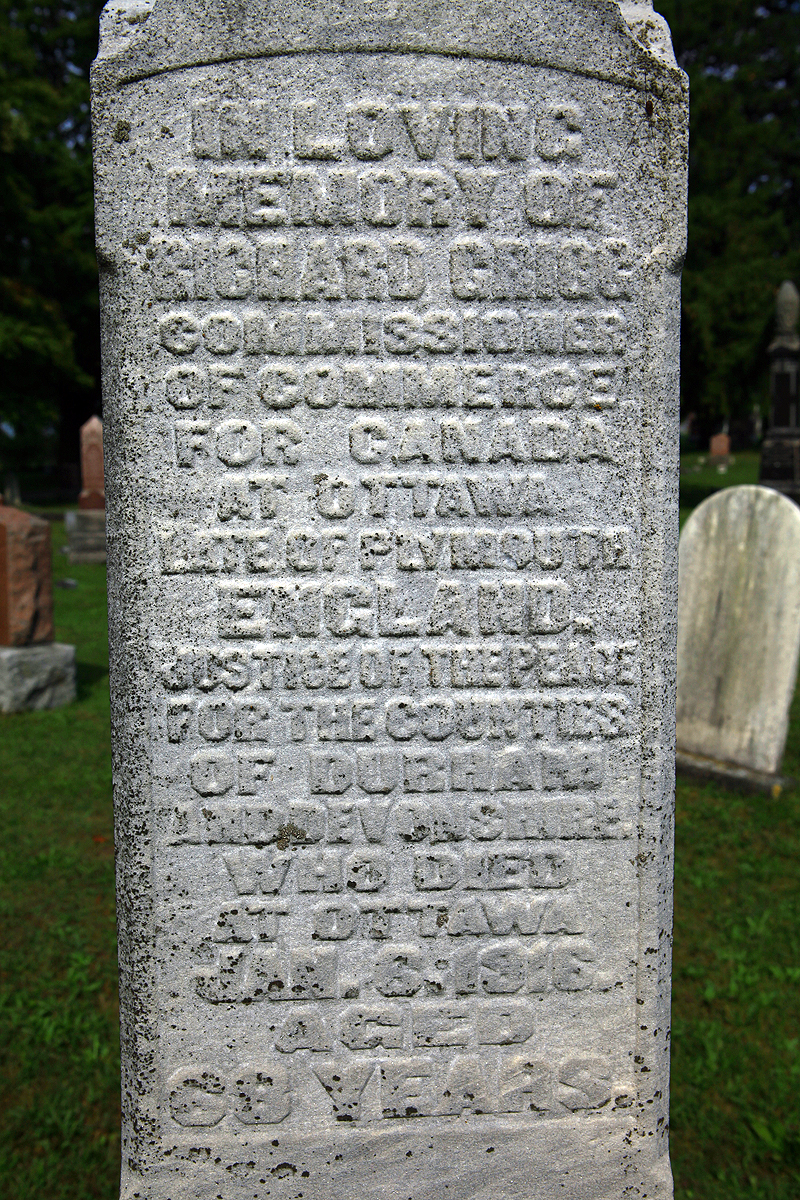 IN LOVING
MEMORY OF
RICHARD GRIGG
COMMISSIONER
OF COMMERCE
FOR CANADA
AT OTTAWA
LATE OF PLYMOUTH
ENGLAND.
JUSTICE OF THE PEACE
FOR THE COUNTIES
OF DURHAM
AND DEVONSHIRE.
WHO DIED
AT OTTAWA
JAN. 1916.
AGED
YEARS.